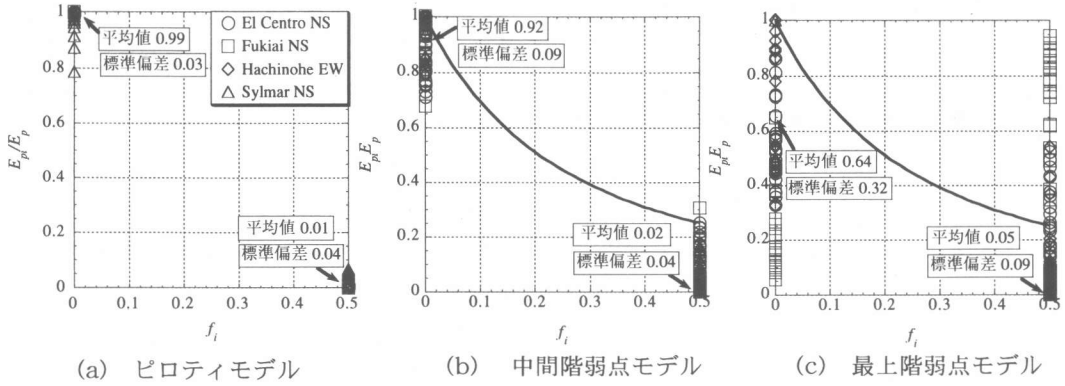 1
0.8
0.6
0.4
0.2
0
E_pi/E_p
平均値 0.99
標準偏差 0.03
El Centro NS
Fukiai NS
Hachinohe EW
Sylmar NS
平均値 0.01
標準偏差 0.04
0 0.1 0.2 0.3 0.4 0.5
f_i
(a) ピロティモデル
1
0.8
0.6
0.4
0.2
0
E_pi E_p
平均値 0.92
標準偏差 0.09
平均値 0.02
標準偏差 0.04
0 0.1 0.2 0.3 0.4 0.5
f_i
(b) 中間階弱点モデル
1
0.8
0.6
0.4
0.2
0
E_pi E_p
平均値 0.64
標準偏差 0.32
平均値 0.05
標準偏差 0.09
0 0.1 0.2 0.3 0.4 0.5
f_i
(c) 最上階弱点モデル